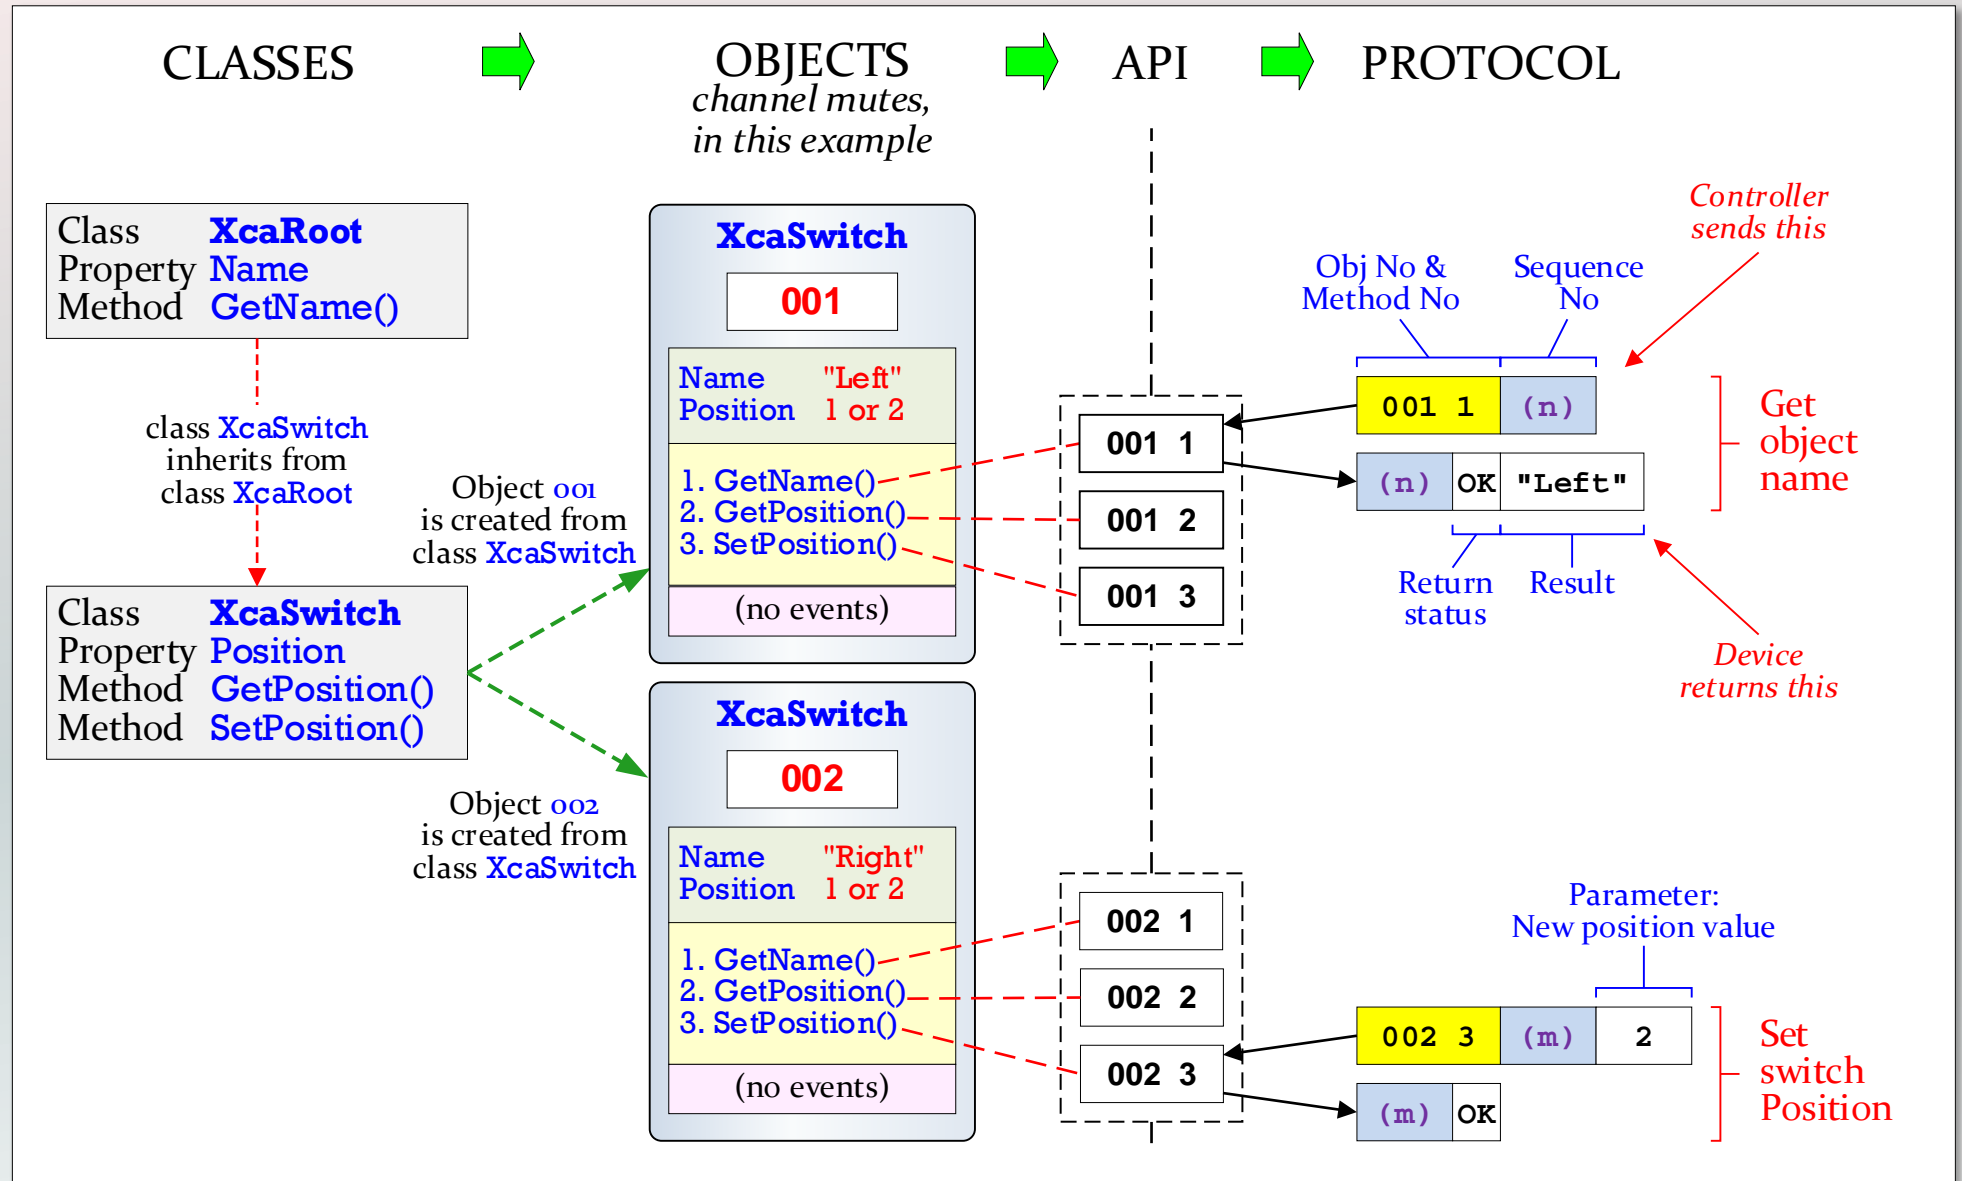 CLASSES
OBJECTS
channel mutes,
in this example
API
PROTOCOL
Class XcaRoot
Property Name
Method GetName()
class XcaSwitch
inherits from
class XcaRoot
Class XcaSwitch
Property Position
Method GetPosition()
Method SetPosition()
Object 001
is created from
class XcaSwitch
Object 002
is created from
class XcaSwitch
XcaSwitch
001
Name "Left"
Position 1 or 2
1. GetName()
2. GetPosition()
3. SetPosition()
(no events)
XcaSwitch
002
Name "Right"
Position 1 or 2
1. GetName()
2. GetPosition()
3. SetPosition()
(no events)
001 1
001 2
001 3
002 1
002 2
002 3
Controller
sends this
Obj No &
Method No
Sequence
No
001 1 (n)
(n) OK "Left"
Return
status
Result
Get
object
name
Device
returns this
Parameter:
New position value
002 3 (m) 2
(m) OK
Set
switch
Position